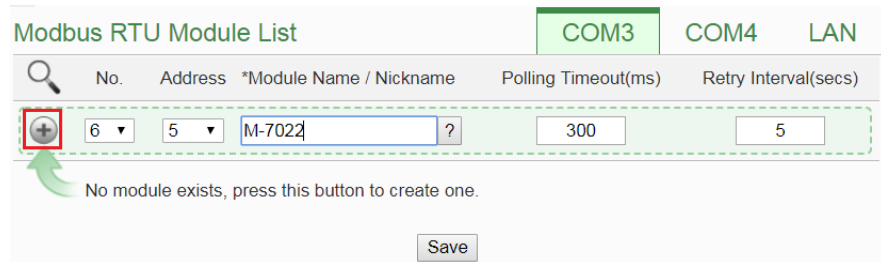 Modbus RTU Module List COM3 COM4 LAN
No. Address *Module Name / Nickname Polling Timeout(ms) Retry Interval(secs)
6 5 M-7022 ? 300 5
No module exists, press this button to create one.
Save